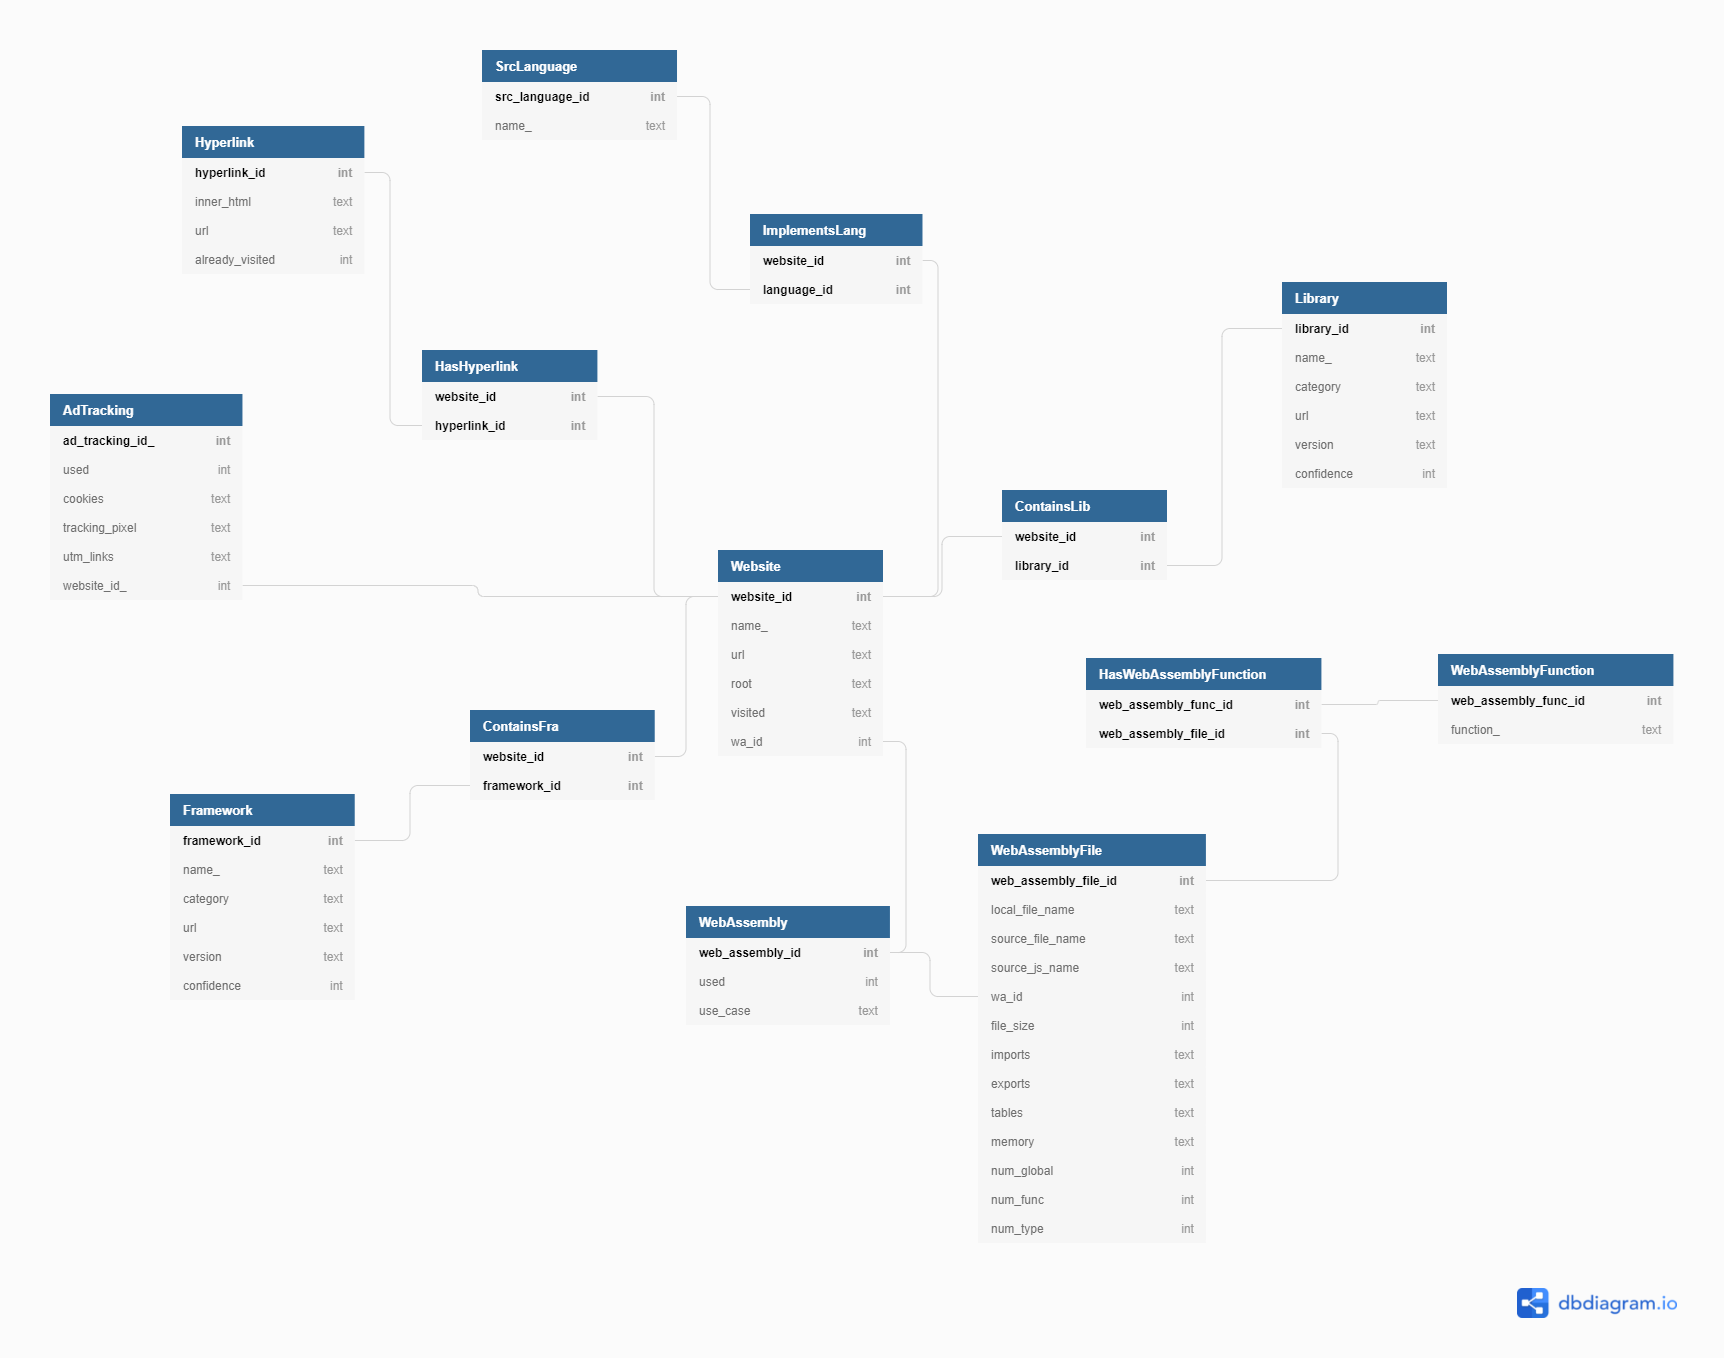 SrcLanguage
src_language_id int
name_ text
Hyperlink
hyperlink_id int
inner_html text
url text
already_visited int
ImplementsLang
website_id int
language_id int
Library
library_id int
name_ text
category text
url text
version text
confidence int
HasHyperlink
website_id int
hyperlink_id int
AdTracking
ad_tracking_id_ int
used int
cookies text
tracking_pixel text
utm_links text
website_id_ int
ContainsLib
website_id int
library_id int
Website
website_id int
name_ text
url text
root text
visited text
wa_id int
HasWebAssemblyFunction
web_assembly_func_id int
web_assembly_file_id int
WebAssemblyFunction
web_assembly_func_id int
function_ text
ContainsFra
website_id int
framework_id int
Framework
framework_id int
name_ text
category text
url text
version text
confidence int
WebAssembly
web_assembly_id int
used int
use_case text
WebAssemblyFile
web_assembly_file_id int
local_file_name text
source_file_name text
source_js_name text
wa_id int
file_size int
imports text
exports text
tables text
memory text
num_global int
num_func int
num_type int
dbdiagram.io